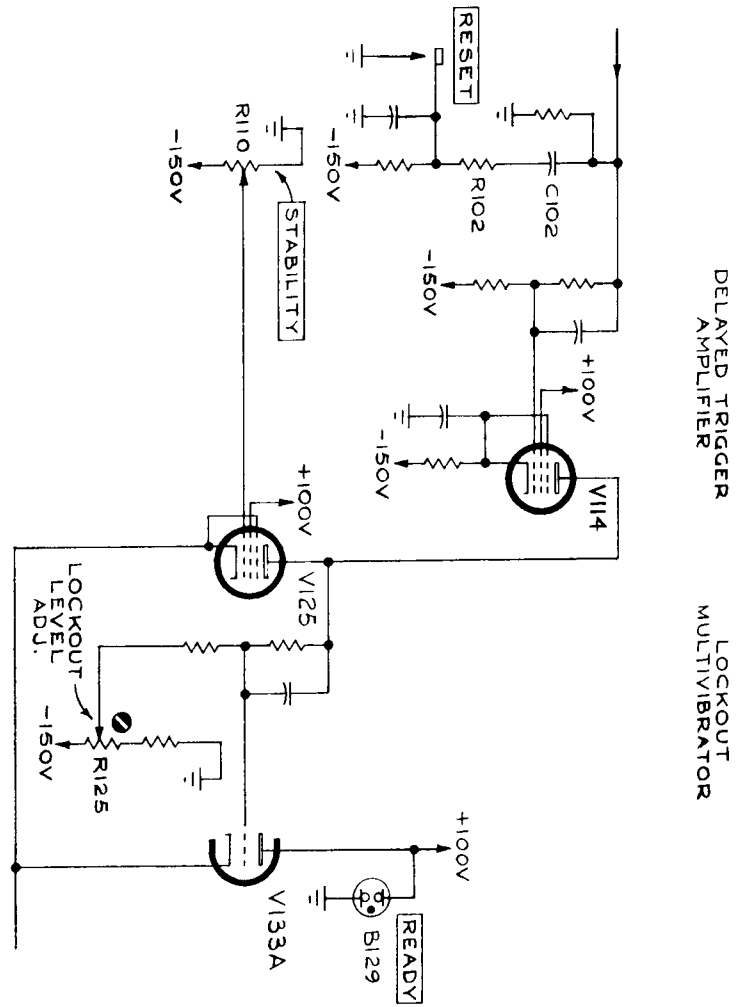 DELAYED TRIGGER
AMPLIFIER
LOCKOUT
MULTIVIBRATOR
RESET
C102
R102
-150V
-150V
+100V
V114
-150V
R110
-150V
STABILITY
+100V
V125
LOCKOUT
LEVEL
ADJ.
-150V
R125
+100V
V133A
B129
READY